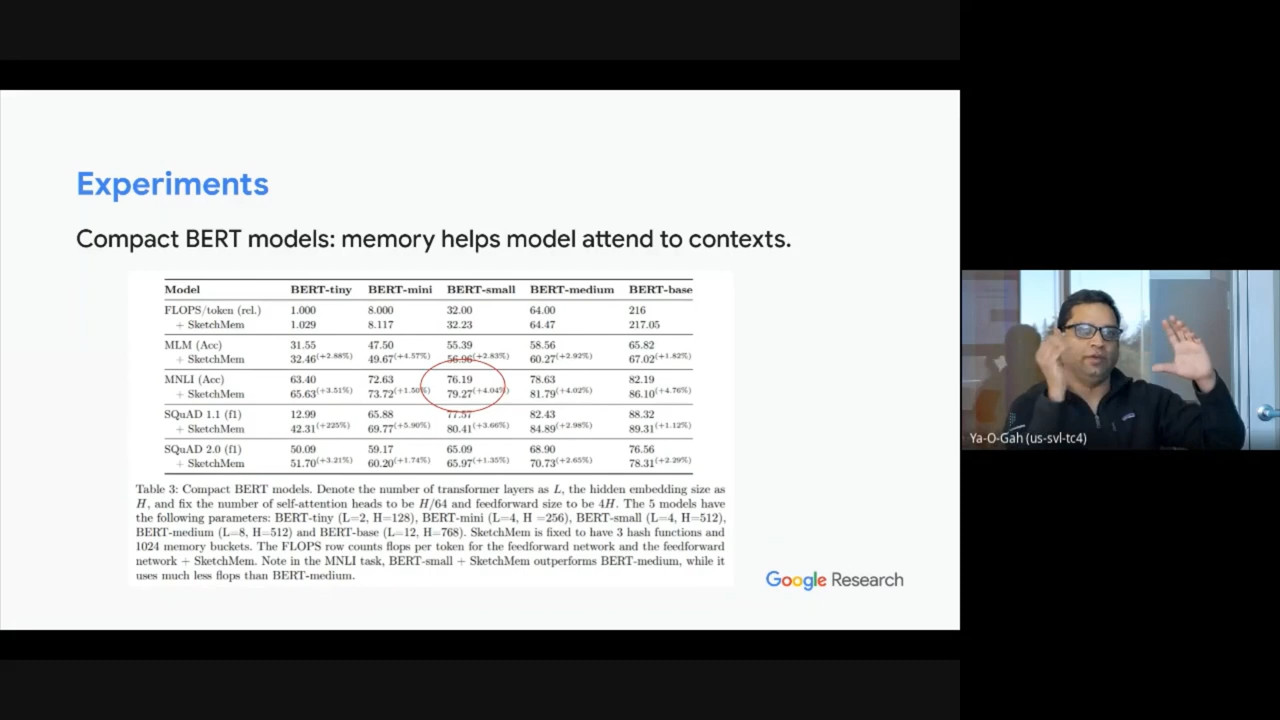 Experiments
Compact BERT models: memory helps model attend to contexts.
Model BERT-tiny BERT-mini BERT-small BERT-medium BERT-base
FLOPS/token (rel.) 1.000 8.000 32.00 64.00 216
+ SketchMem 1.029 8.117 32.23 64.47 217.05
MLM (Acc) 31.55 47.50 55.39 58.56 65.82
+ SketchMem 32.46(+2.88%) 49.67(+4.57%) 56.96(+2.83%) 60.27(+2.92%) 67.02(+1.82%)
MNLI (Acc) 63.40 72.63 76.19 78.63 82.19
+ SketchMem 65.63(+3.51%) 73.72(+1.50%) 79.27(+4.04%) 81.79(+4.02%) 86.10(+4.76%)
SQuAD 1.1 (f1) 12.99 65.88 77.57 82.43 88.32
+ SketchMem 42.31(+225%) 69.77(+5.90%) 80.41(+3.66%) 84.89(+2.98%) 89.31(+1.12%)
SQuAD 2.0 (f1) 50.09 59.17 65.09 68.90 76.56
+ SketchMem 51.70(+3.21%) 60.20(+1.74%) 65.97(+1.35%) 70.73(+2.65%) 78.31(+2.29%)
Table 3: Compact BERT models. Denote the number of transformer layers as L, the hidden embedding size as
H, and fix the number of self-attention heads to be H/64 and feedforward size to be 4H. The 5 models have
the following parameters: BERT-tiny (L=2, H=128), BERT-mini (L=4, H =256), BERT-small (L=4, H=512),
BERT-medium (L=8, H=512) and BERT-base (L=12, H=768). SketchMem is fixed to have 3 hash functions and
1024 memory buckets. The FLOPS row counts flops per token for the feedforward network and the feedforward
network + SketchMem. Note in the MNLI task, BERT-small + SketchMem outperforms BERT-medium, while it
uses much less flops than BERT-medium.
Google Research
Ya-O-Gah (us-svl-tc4)